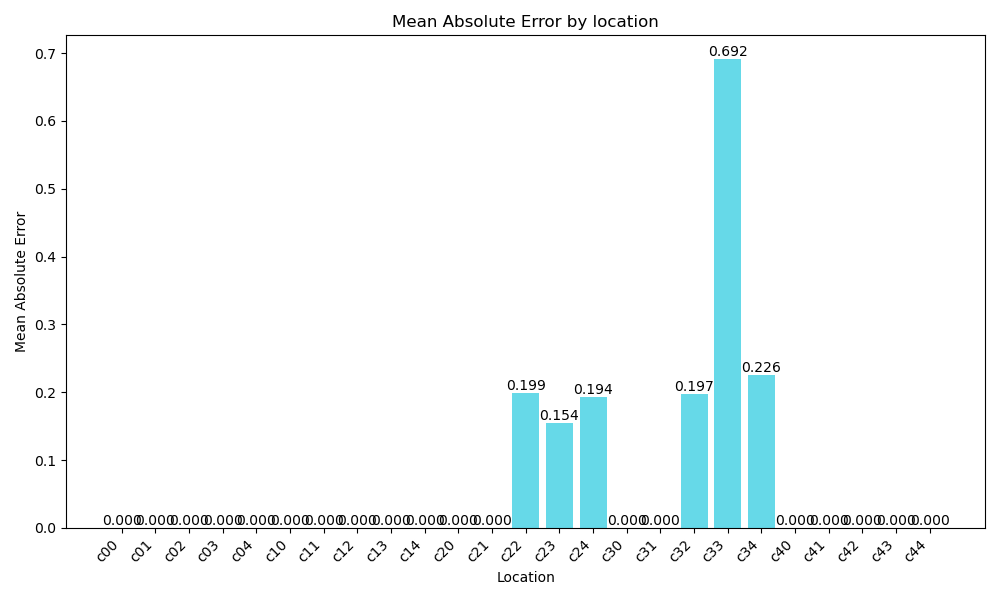 Mean Absolute Error by location
Mean Absolute Error
0.7
0.6
0.5
0.4
0.3
0.2
0.1
0.0
0.000 0.000 0.000 0.000 0.000 0.000 0.000 0.000 0.000 0.000 0.000 0.000 0.199 0.154 0.194 0.000 0.000 0.197 0.692 0.226 0.000 0.000 0.000 0.000 0.000
c00 c01 c02 c03 c04 c10 c11 c12 c13 c14 c20 c21 c22 c23 c24 c30 c31 c32 c33 c34 c40 c41 c42 c43 c44
Location